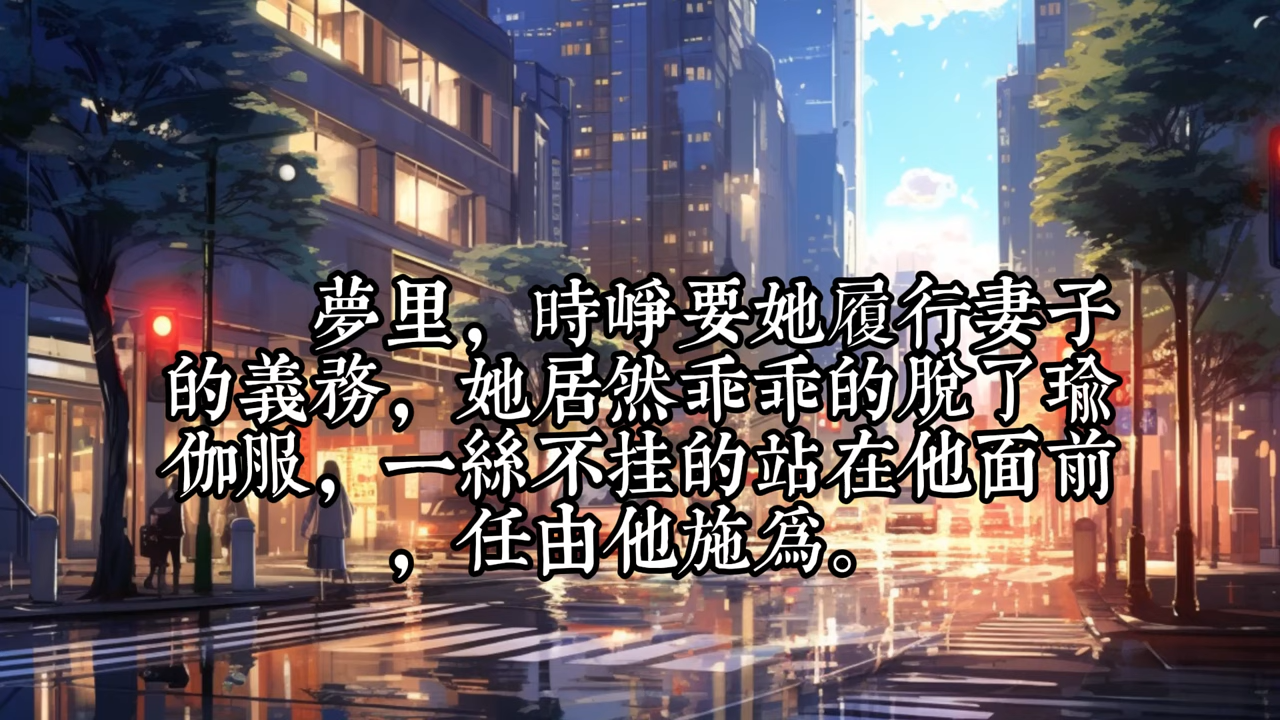 夢里，時崢要她履行妻子
的義務，她居然乖乖的脫了瑜
伽服，一絲不挂的站在他面前
，任由他施爲。